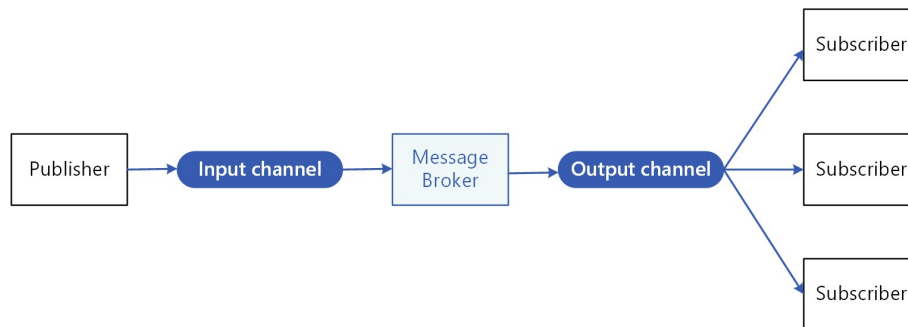 Subscriber
Publisher
Input channel
Message
Broker
Output channel
Subscriber
Subscriber